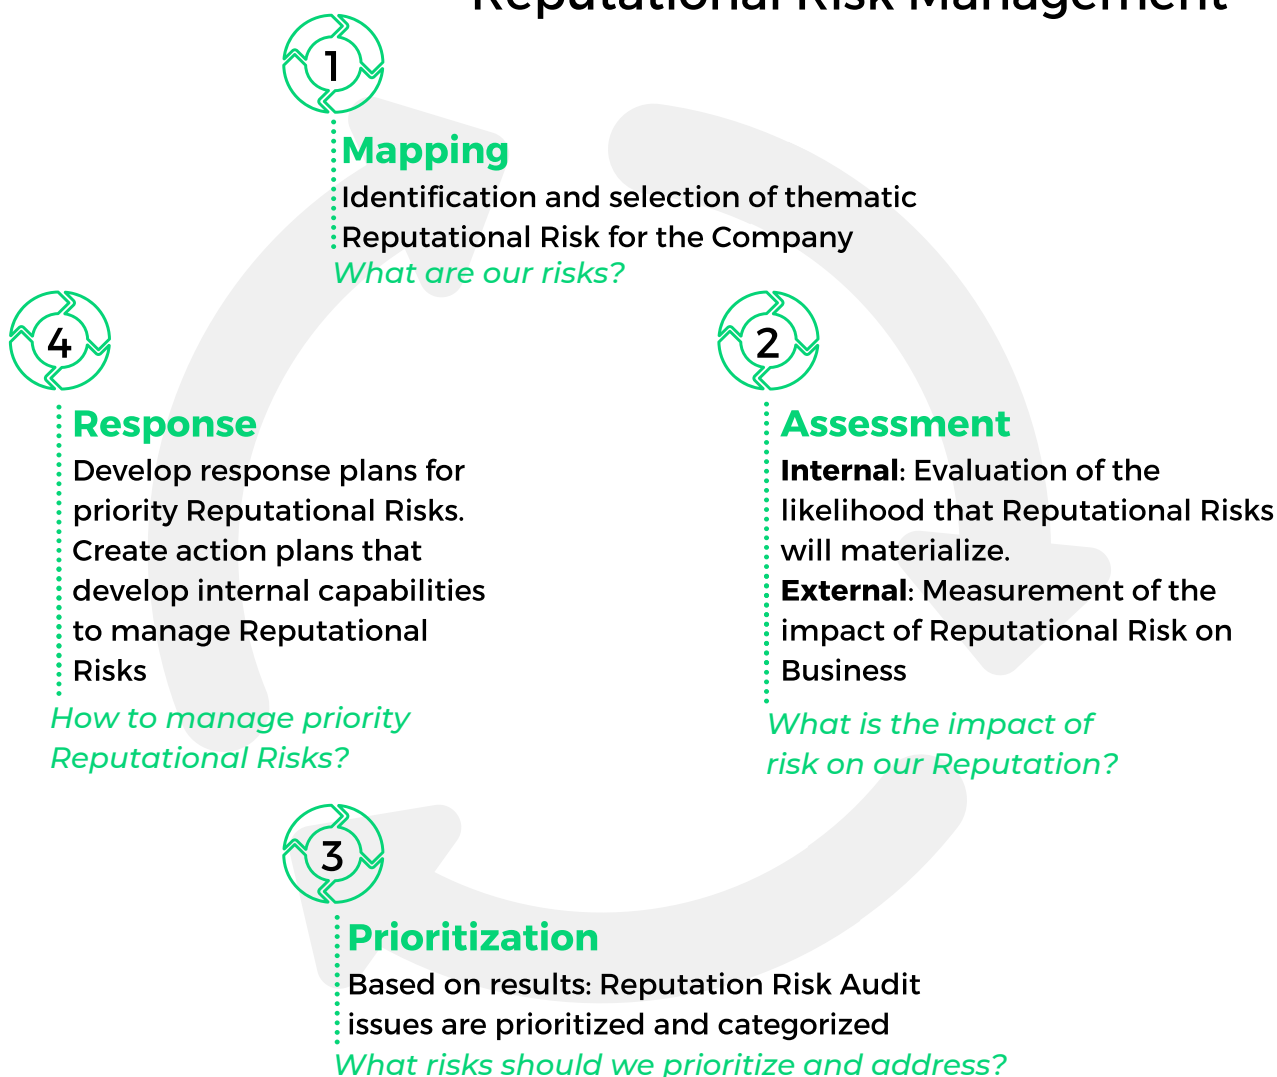 Reputational Risk Management
1
Mapping
Identification and selection of thematic
Reputational Risk for the Company
What are our risks?
2
Assessment
Internal: Evaluation of the
likelihood that Reputational Risks
will materialize.
External: Measurement of the
impact of Reputational Risk on
Business
What is the impact of
risk on our Reputation?
3
Prioritization
Based on results: Reputation Risk Audit
issues are prioritized and categorized
What risks should we prioritize and address?
4
Response
Develop response plans for
priority Reputational Risks.
Create action plans that
develop internal capabilities
to manage Reputational
Risks
How to manage priority
Reputational Risks?